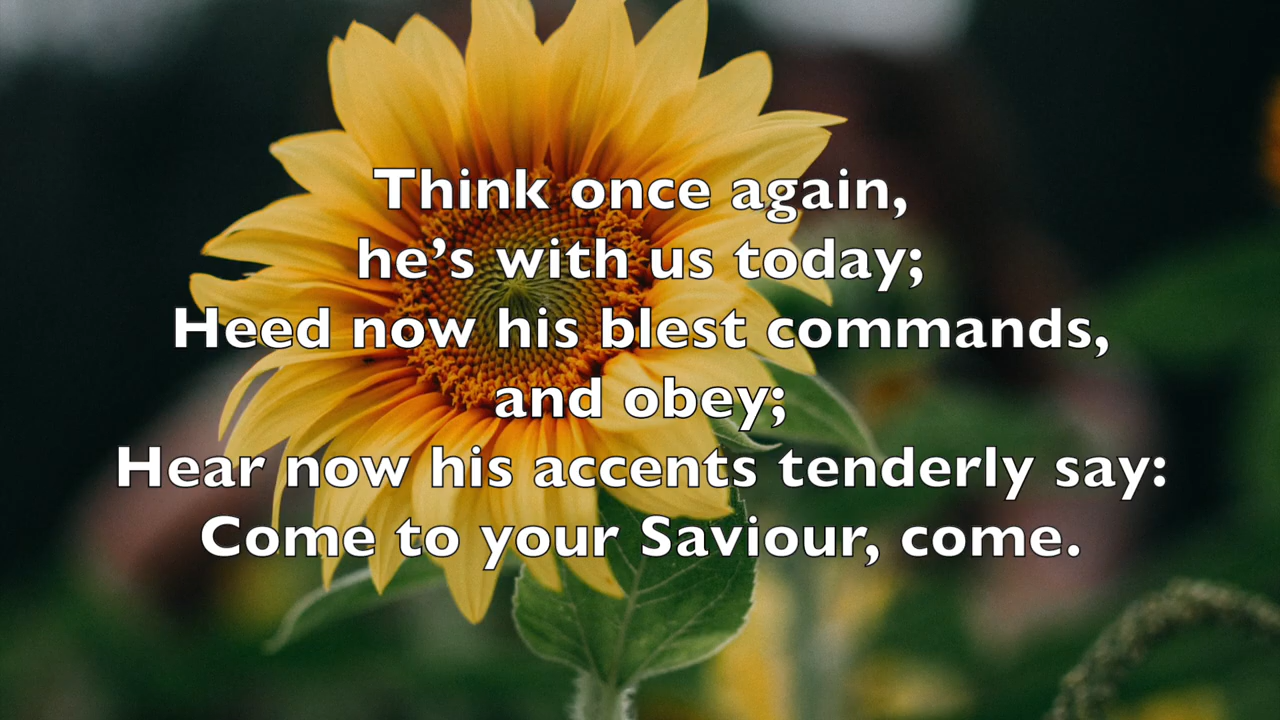 Think once again,
he’s with us today;
Heed now his blest commands,
and obey;
Hear now his accents tenderly say:
Come to your Saviour, come.